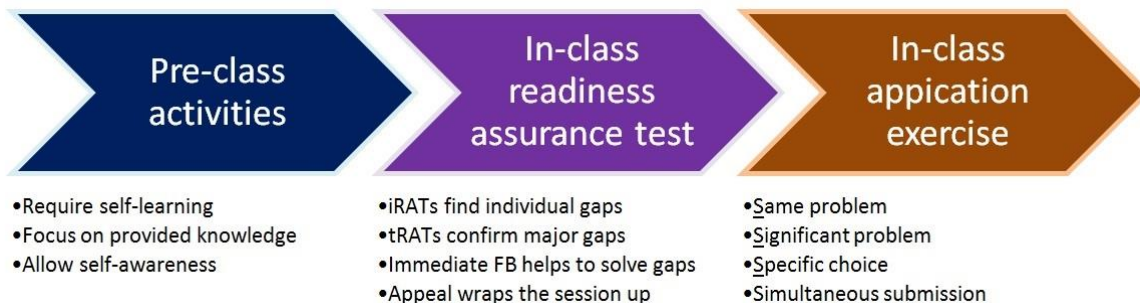 Pre-class
activities
In-class
readiness
assurance test
In-class
appication
exercise
•Require self-learning
•Focus on provided knowledge
•Allow self-awareness
•iRATs find individual gaps
•tRATs confirm major gaps
•Immediate FB helps to solve gaps
•Appeal wraps the session up
•Same problem
•Significant problem
•Specific choice
•Simultaneous submission